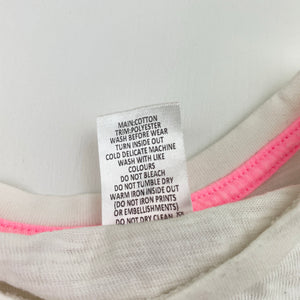 MAIN:COTTON
TRIM:POLYESTER
WASH BEFORE WEAR
TURN INSIDE OUT
COLD DELICATE MACHINE
WASH WITH LIKE
COLOURS
DO NOT BLEACH
DO NOT TUMBLE DRY
WARM IRON INSIDE OUT
(DO NOT IRON PRINTS
OR EMBELLISHMENTS)
DO NOT DRY CLEAN